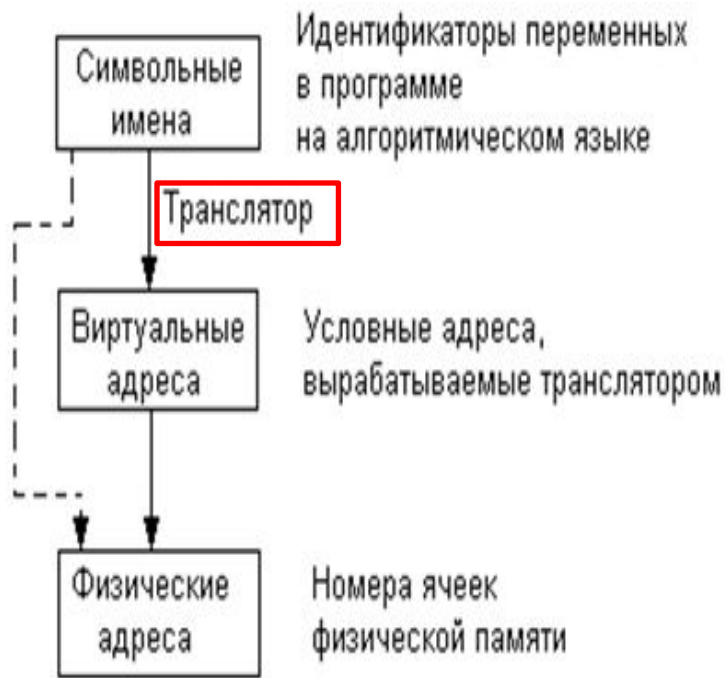 Символьные
имена
Идентификаторы переменных
в программе
на алгоритмическом языке
Транслятор
Виртуальные
адреса
Условные адреса,
вырабатываемые транслятором
Физические
адреса
Номера ячеек
физической памяти